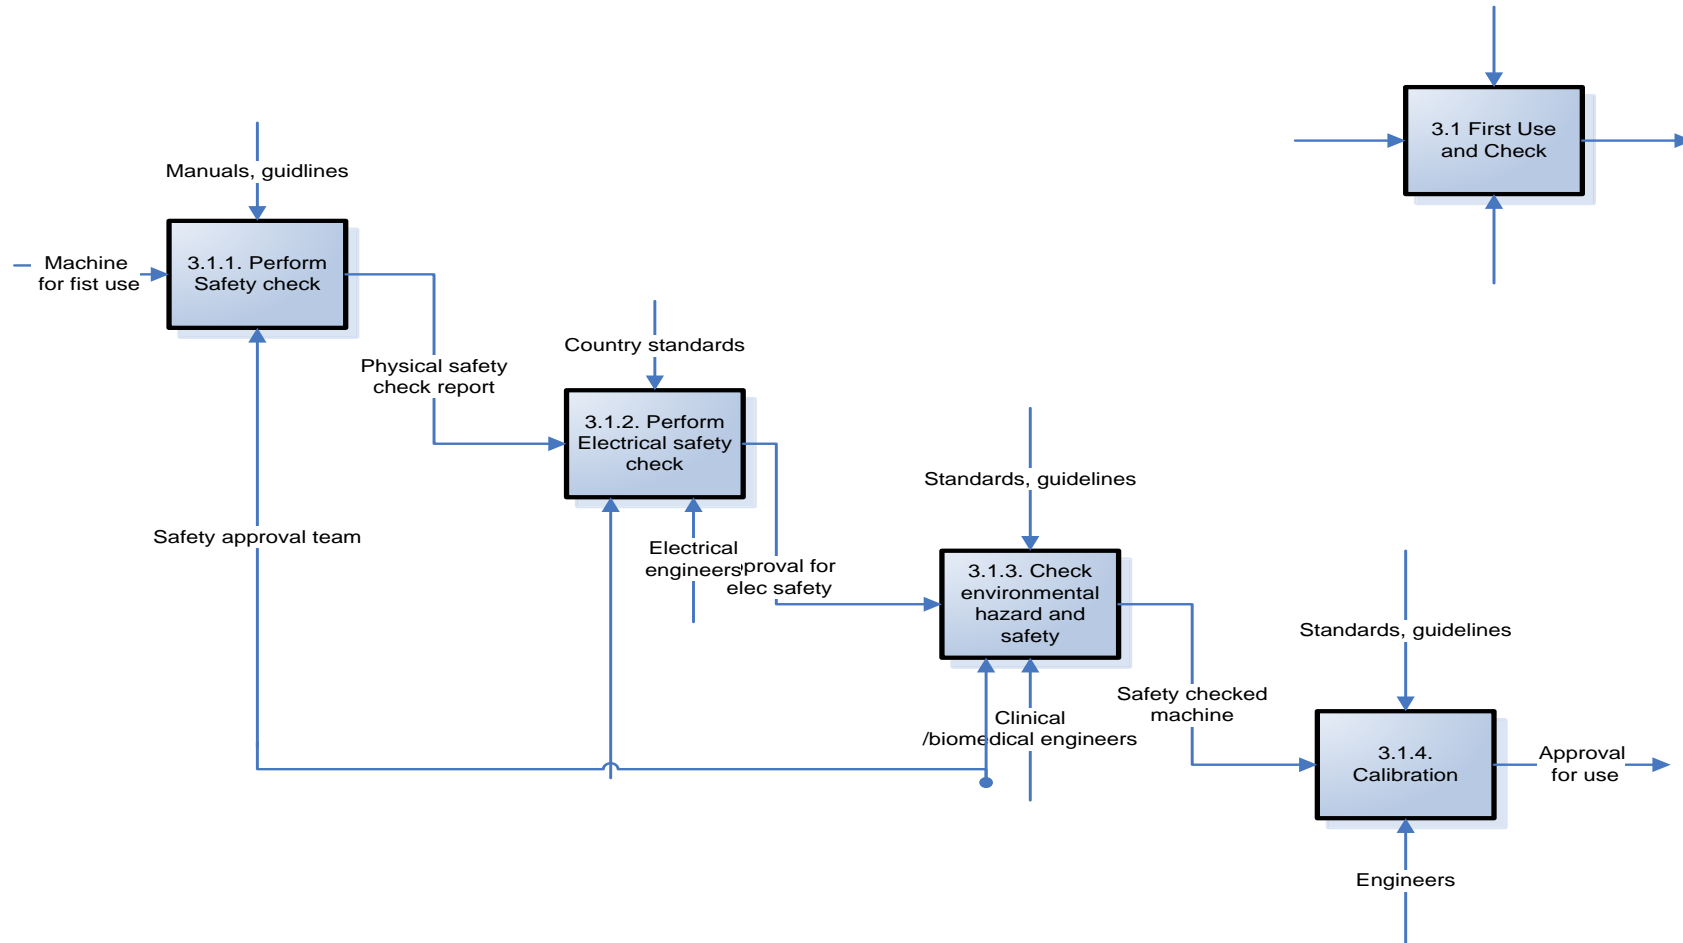 3.1 First Use
and Check
Manuals, guidlines
3.1.1. Perform
Safety check
Machine
for fist use
Physical safety
check report
Country standards
3.1.2. Perform
Electrical safety
check
Safety approval team
Electrical
engineers
proval for
elec safety
Standards, guidelines
3.1.3. Check
environmental
hazard and
safety
Clinical
/biomedical engineers
Safety checked
machine
Standards, guidelines
3.1.4.
Calibration
Approval
for use
Engineers